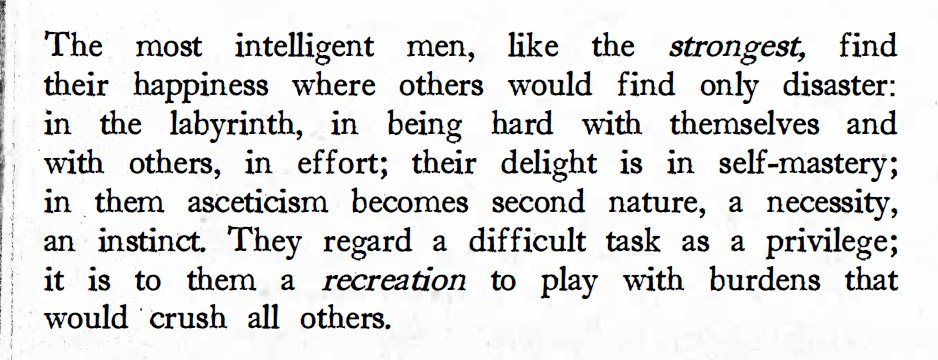 The most intelligent men, like the strongest, find
their happiness where others would find only disaster:
in the labyrinth, in being hard with themselves and
with others, in effort; their delight is in self-mastery;
in them asceticism becomes second nature, a necessity,
an instinct. They regard a difficult task as a privilege;
it is to them a recreation to play with burdens that
would crush all others.